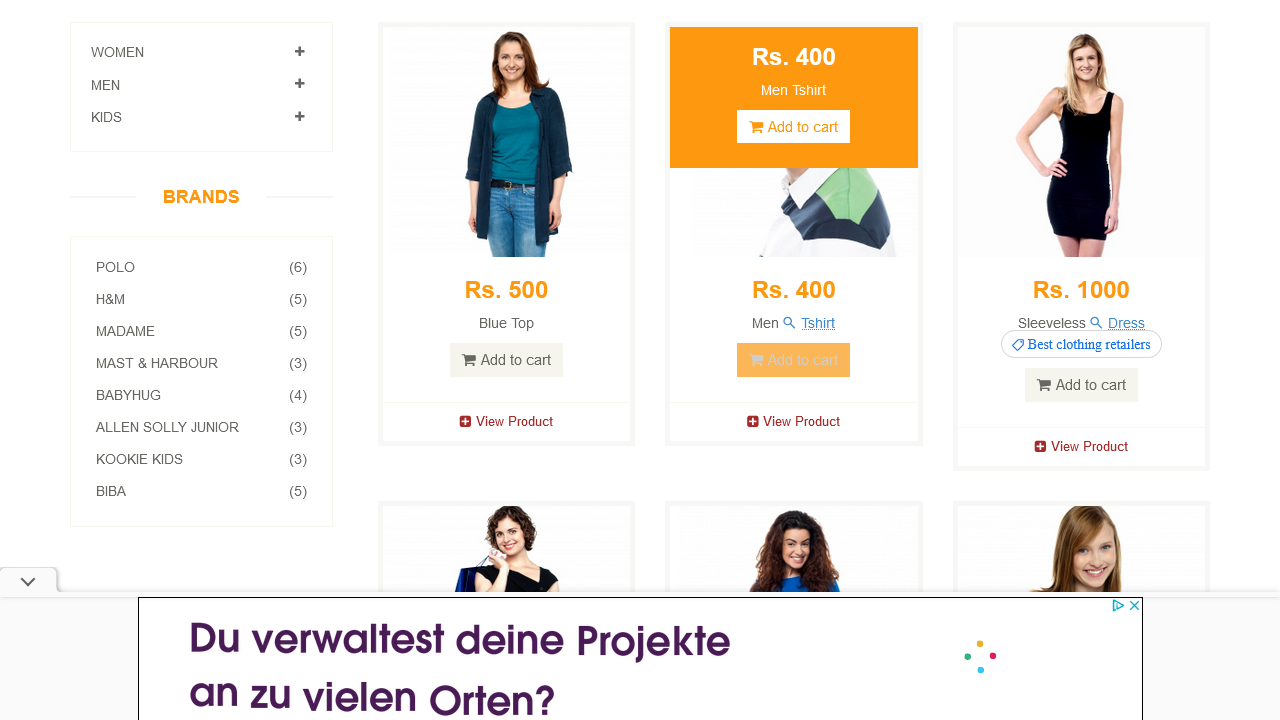 WOMEN
MEN
KIDS
BRANDS
POLO (6)
H&M (5)
MADAME (5)
MAST & HARBOUR (3)
BABYHUG (4)
ALLEN SOLLY JUNIOR (3)
KOOKIE KIDS (3)
BIBA (5)
Rs. 500
Blue Top
Add to cart
View Product
Rs. 400
Men Tshirt
Add to cart
Rs. 400
Men Tshirt
Add to cart
View Product
Rs. 1000
Sleeveless Dress
Best clothing retailers
Add to cart
View Product
Du verwaltest deine Projekte
an zu vielen Orten?